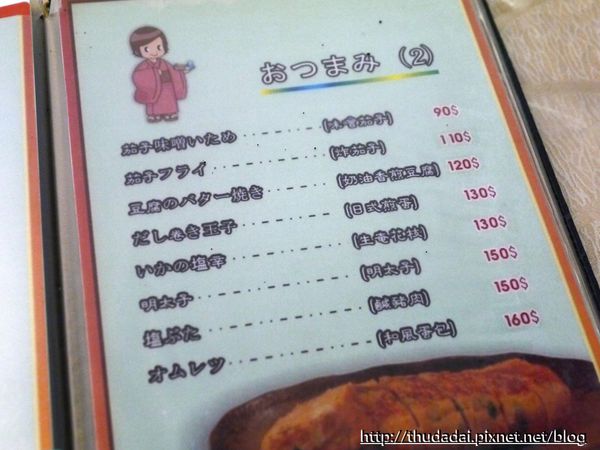 おつまみ (2)
茄子味噌いため (味噌茄子) 90$
茄子フライ (炸茄子) 110$
豆腐のバター焼き (奶油香煎豆腐) 120$
だし巻き玉子 (日式煎蛋) 130$
いかの塩辛 (生醃花枝) 130$
明太子 (明太子) 150$
塩ぶた (鹹豬肉) 150$
オムレツ (和風蛋包) 160$
http://thudadai.pixnet.net/blog